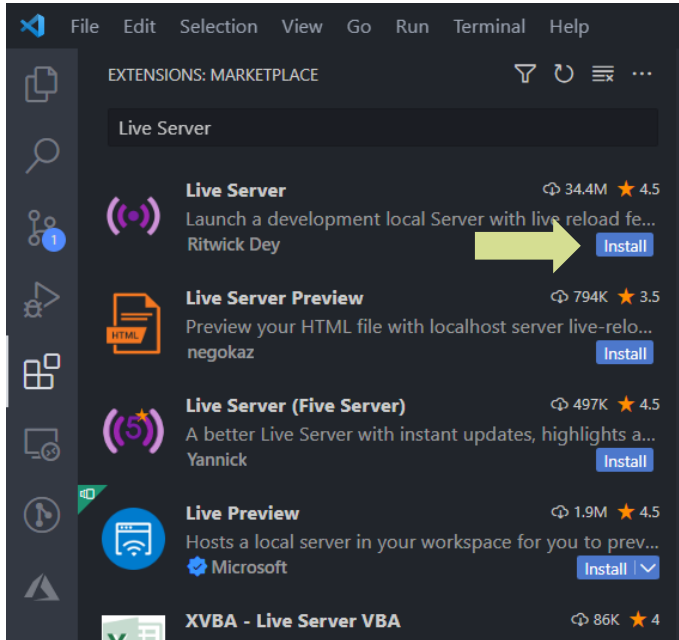 File Edit Selection View Go Run Terminal Help
EXTENSIONS: MARKETPLACE
Live Server
Live Server 34.4M 4.5
Launch a development local Server with live reload fe...
Ritwick Dey Install
Live Server Preview 794K 3.5
Preview your HTML file with localhost server live-relo...
HTML
negokaz Install
Live Server (Five Server) 497K 4.5
5
A better Live Server with instant updates, highlights a...
Yannick Install
1
Live Preview 1.9M 4.5
Hosts a local server in your workspace for you to prev...
Microsoft Install
XVBA - Live Server VBA 86K 4
X